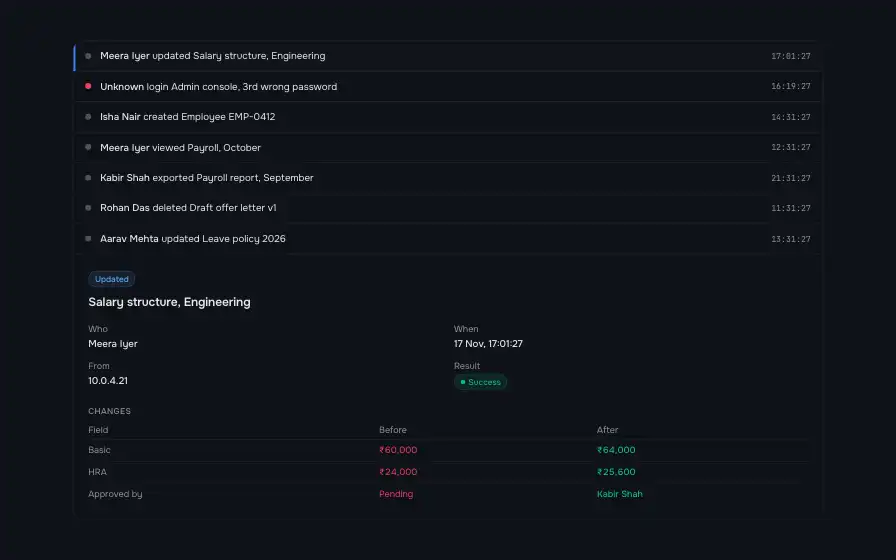 Meera Iyer updated Salary structure, Engineering 17:01:27
Unknown login Admin console, 3rd wrong password 16:19:27
Isha Nair created Employee EMP-0412 14:31:27
Meera Iyer viewed Payroll, October 12:31:27
Kabir Shah exported Payroll report, September 21:31:27
Rohan Das deleted Draft offer letter v1 11:31:27
Aarav Mehta updated Leave policy 2026 13:31:27
Updated
Salary structure, Engineering
Who When
Meera Iyer 17 Nov, 17:01:27
From Result
10.0.4.21 Success
CHANGES
Field Before After
Basic ₹60,000 ₹64,000
HRA ₹24,000 ₹25,600
Approved by Pending Kabir Shah